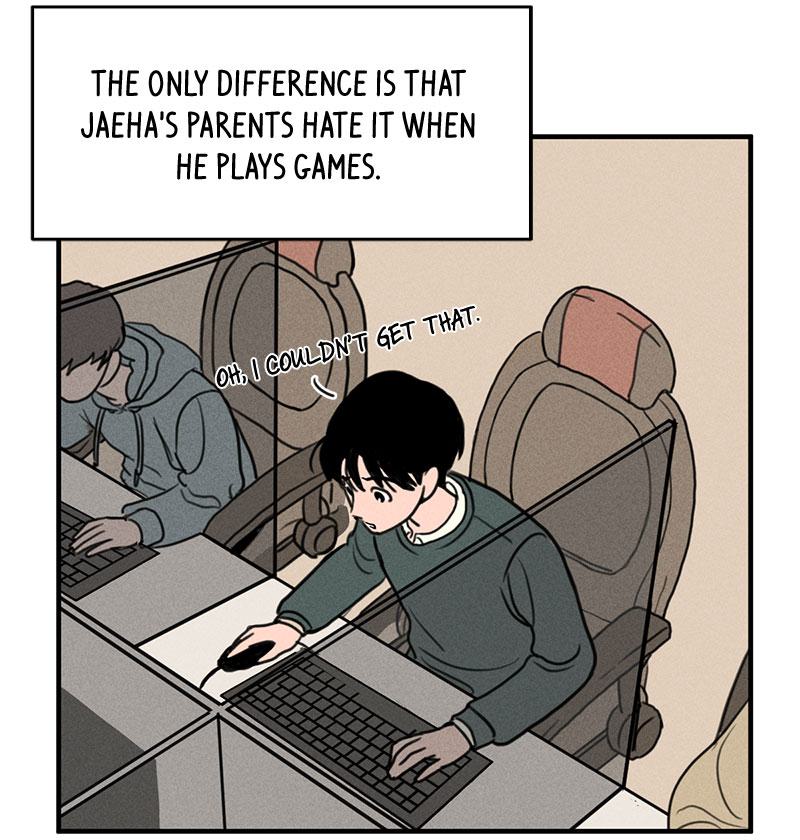 THE ONLY DIFFERENCE IS THAT
JAEHA'S PARENTS HATE IT WHEN
HE PLAYS GAMES.
OH, I COULDN'T GET THAT.